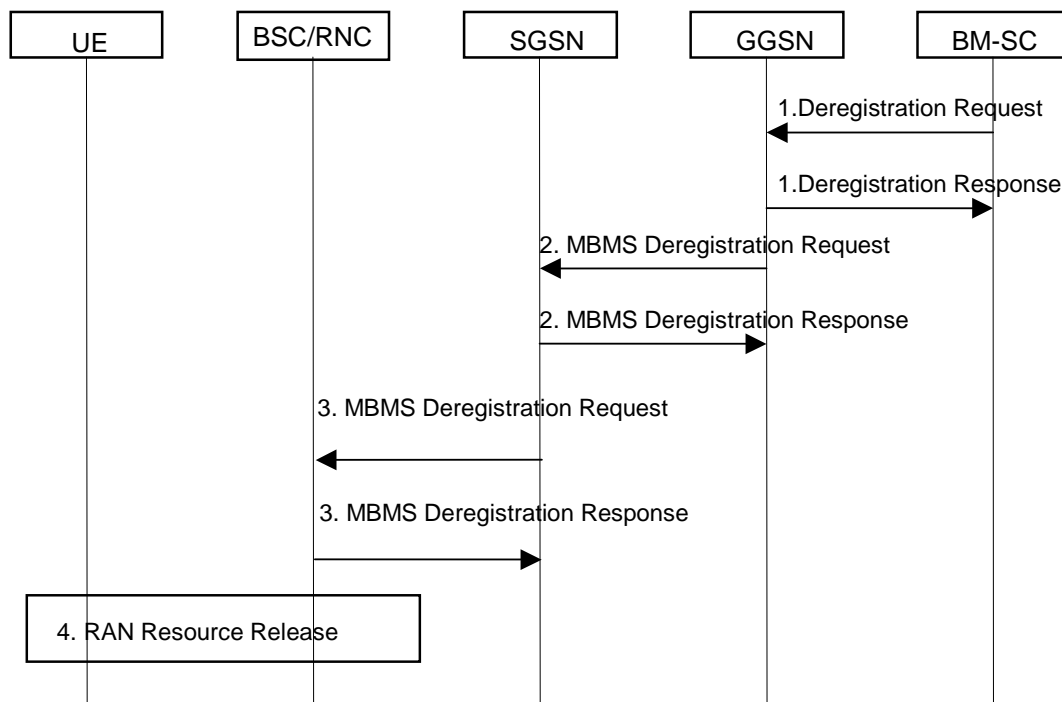 UE
BSC/RNC
SGSN
GGSN
BM-SC
1.Deregistration Request
1.Deregistration Response
2. MBMS Deregistration Request
2. MBMS Deregistration Response
3. MBMS Deregistration Request
3. MBMS Deregistration Response
4. RAN Resource Release